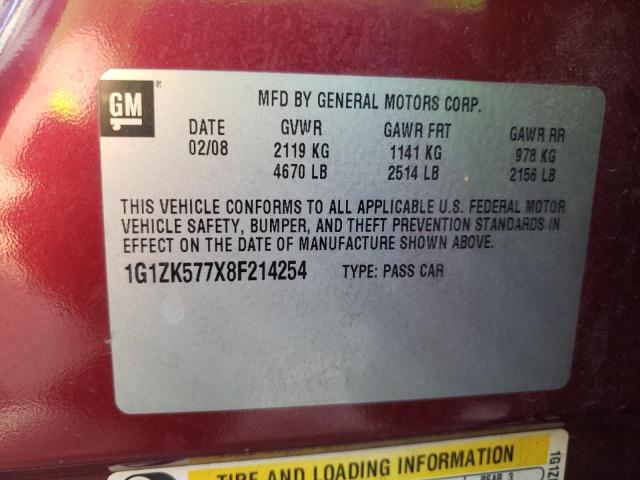 GM ®
MFD BY GENERAL MOTORS CORP.
DATE GVWR GAWR FRT GAWR RR
02/08 2119 KG 1141 KG 978 KG
4670 LB 2514 LB 2156 LB
THIS VEHICLE CONFORMS TO ALL APPLICABLE U.S. FEDERAL MOTOR
VEHICLE SAFETY, BUMPER, AND THEFT PREVENTION STANDARDS IN
EFFECT ON THE DATE OF MANUFACTURE SHOWN ABOVE.
1G1ZK577X8F214254 TYPE: PASS CAR
TIRE AND LOADING INFORMATION
REAR 3
1G1Z